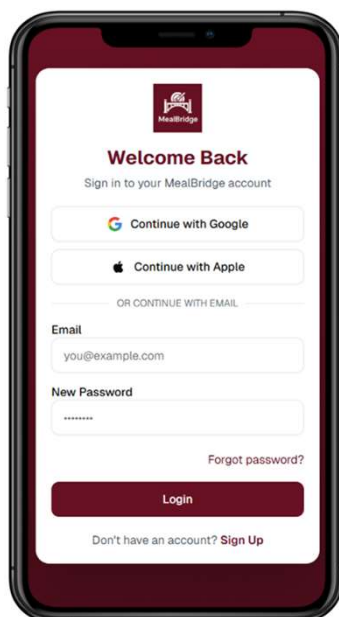 MealBridge
Welcome Back
Sign in to your MealBridge account
Continue with Google
Continue with Apple
OR CONTINUE WITH EMAIL
Email
you@example.com
New Password
••••••••
Forgot password?
Login
Don't have an account? Sign Up